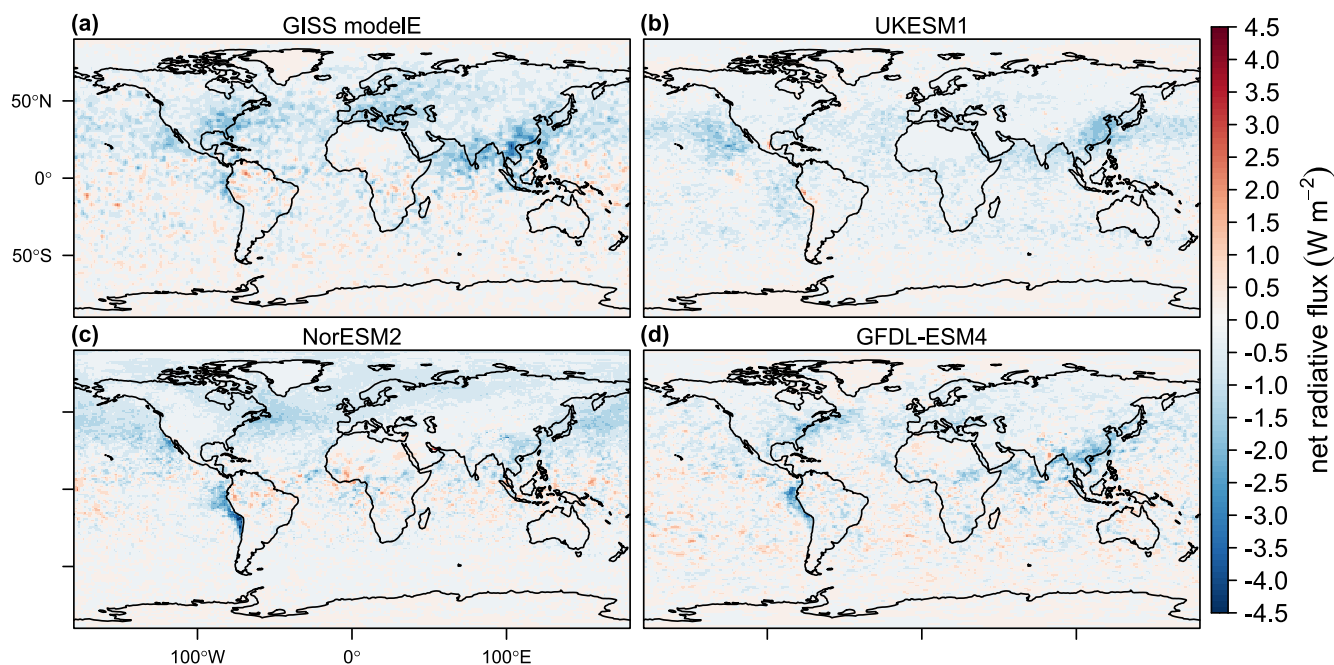 (a) GISS modelE
(b) UKESM1
50°N
0°
50°S
(c) NorESM2
(d) GFDL-ESM4
100°W 0° 100°E
4.5
4.0
3.5
3.0
2.5
2.0
1.5
1.0
0.5
0.0
-0.5
-1.0
-1.5
-2.0
-2.5
-3.0
-3.5
-4.0
-4.5
net radiative flux (W m⁻²)